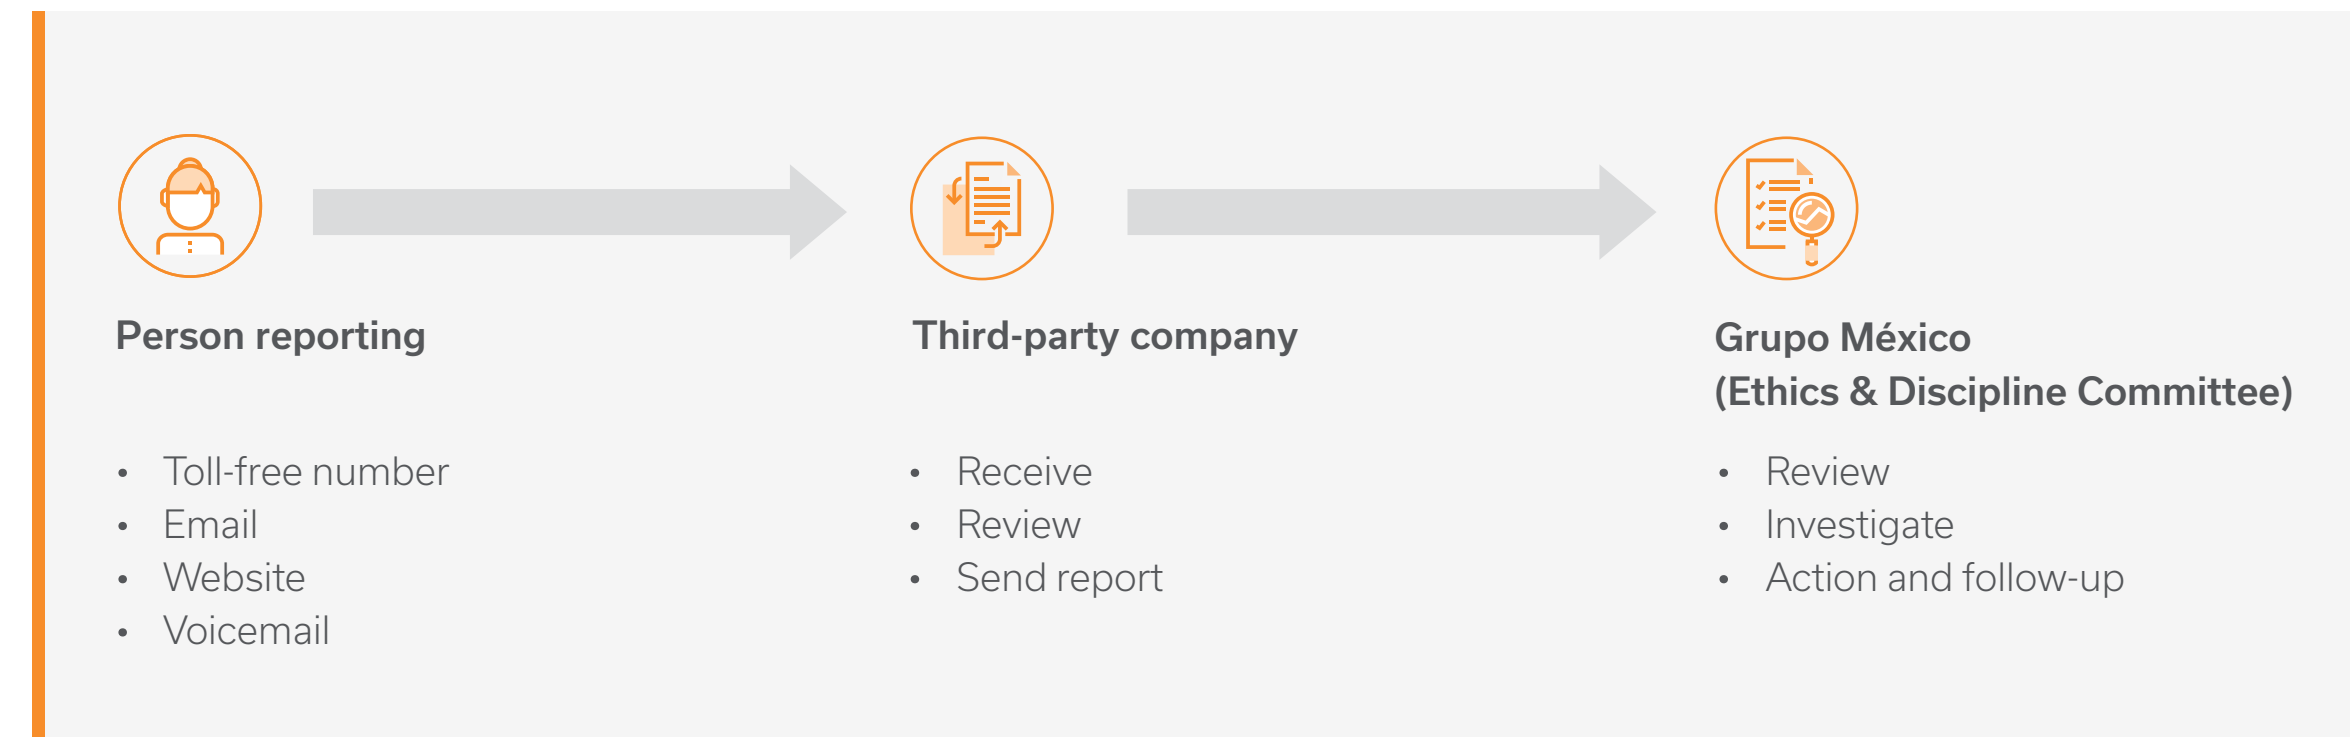 Person reporting
• Toll-free number
• Email
• Website
• Voicemail
Third-party company
• Receive
• Review
• Send report
Grupo México
(Ethics & Discipline Committee)
• Review
• Investigate
• Action and follow-up